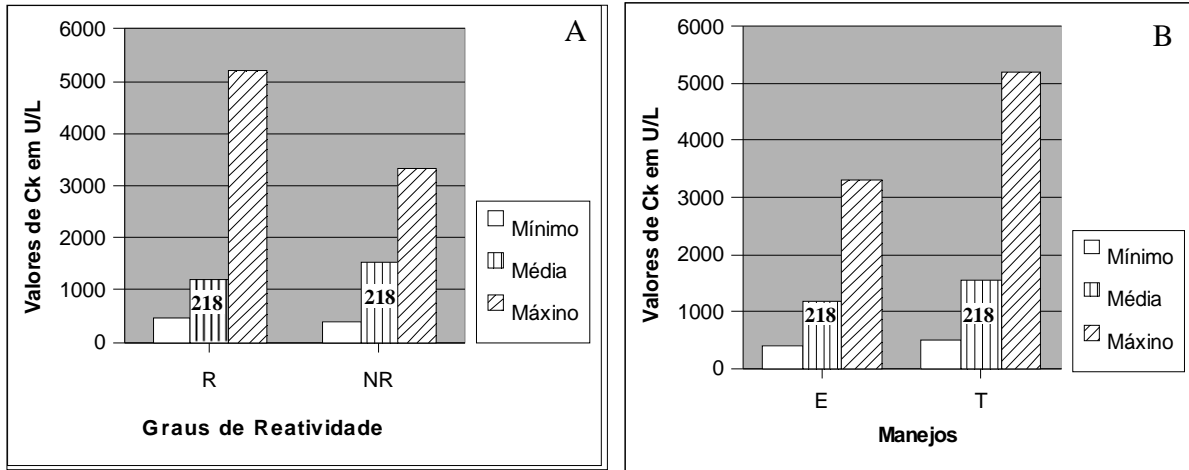 A
Valores de Ck em U/L
6000
5000
4000
3000
2000
1000
0
218
218
R
NR
Graus de Reatividade
Mínimo
Média
Máxino
B
Valores de Ck em U/L
6000
5000
4000
3000
2000
1000
0
218
218
E
T
Manejos
Mínimo
Média
Máxino